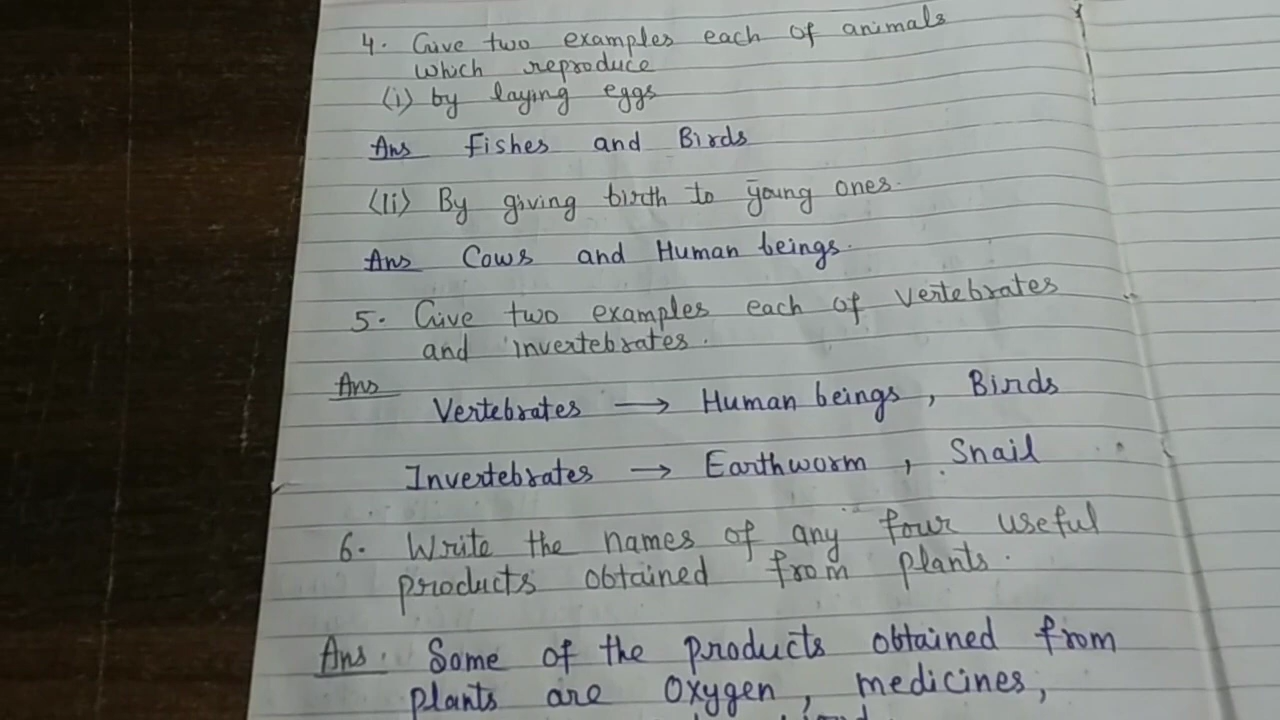 4. Give two examples each of animals
which reproduce
(i) by laying eggs
Ans Fishes and Birds
(ii) By giving birth to young ones.
Ans Cows and Human beings.
5. Give two examples each of vertebrates
and invertebrates.
Ans
Vertebrates → Human beings, Birds
Invertebrates → Earthworm, Snail
6. Write the names of any four useful
products obtained from plants.
Ans. Some of the products obtained from
plants are oxygen, medicines,